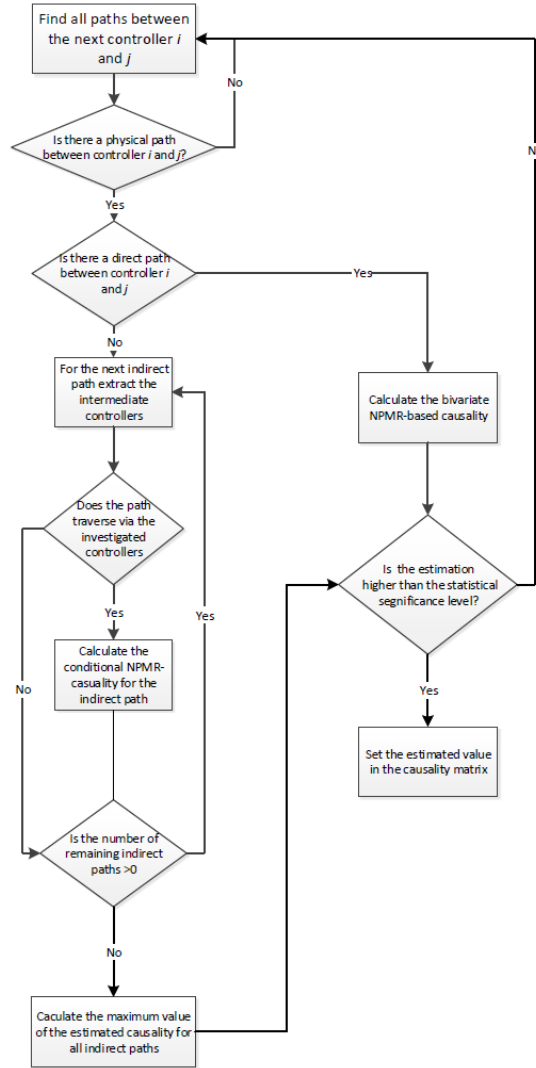 Find all paths between
the next controller i
and j
No
Is there a physical path
between controller i and j?
Yes
Is there a direct path
between controller i
and j
Yes
No
For the next indirect
path extract the
intermediate
controllers
Calculate the bivariate
NPMR-based causality
Does the path
traverse via the
investigated
controllers
No
Yes
Yes
Is the estimation
higher than the statistical
segnificance level?
N
Calculate the
conditional NPMR-
casuality for the
indirect path
Yes
Set the estimated value
in the causality matrix
Is the number of
remaining indirect
paths >0
No
Caculate the maximum value
of the estimated causality for
all indirect paths